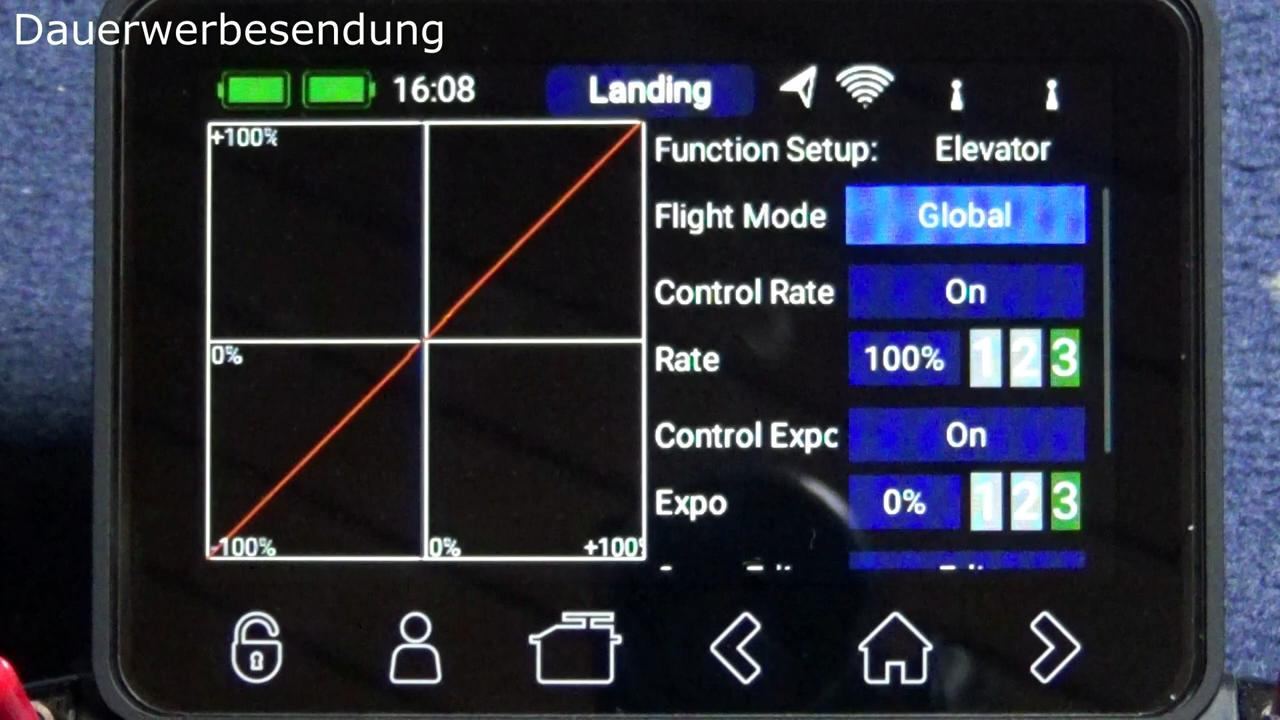 Dauerwerbesendung
16:08 Landing
+100%
0%
-100% 0% +100%
Function Setup: Elevator
Flight Mode Global
Control Rate On
Rate 100% 1 2 3
Control Expo On
Expo 0% 1 2 3